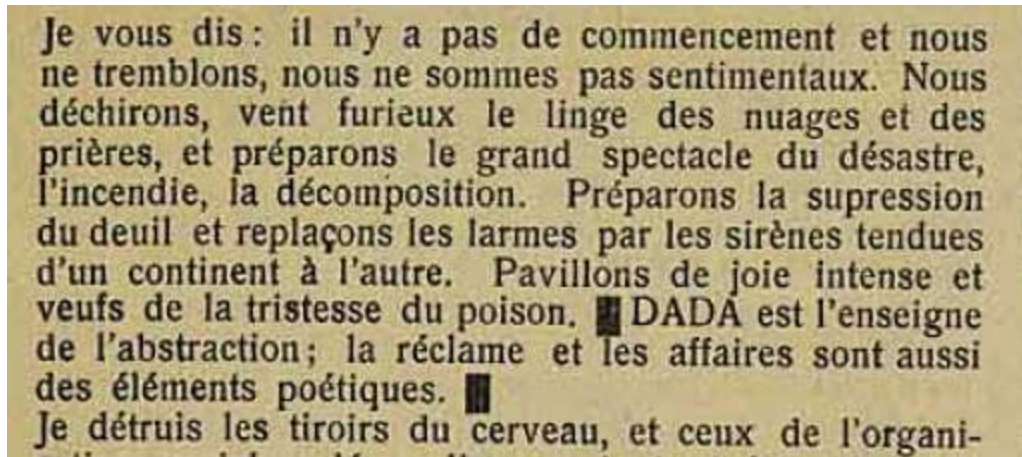 Je vous dis : il n'y a pas de commencement et nous
ne tremblons, nous ne sommes pas sentimentaux. Nous
déchirons, vent furieux le linge des nuages et des
prières, et préparons le grand spectacle du désastre,
l'incendie, la décomposition. Préparons la supression
du deuil et replaçons les larmes par les sirènes tendues
d'un continent à l'autre. Pavillons de joie intense et
veufs de la tristesse du poison. ▮ DADA est l'enseigne
de l'abstraction; la réclame et les affaires sont aussi
des éléments poétiques. ▮
Je détruis les tiroirs du cerveau, et ceux de l'organi-